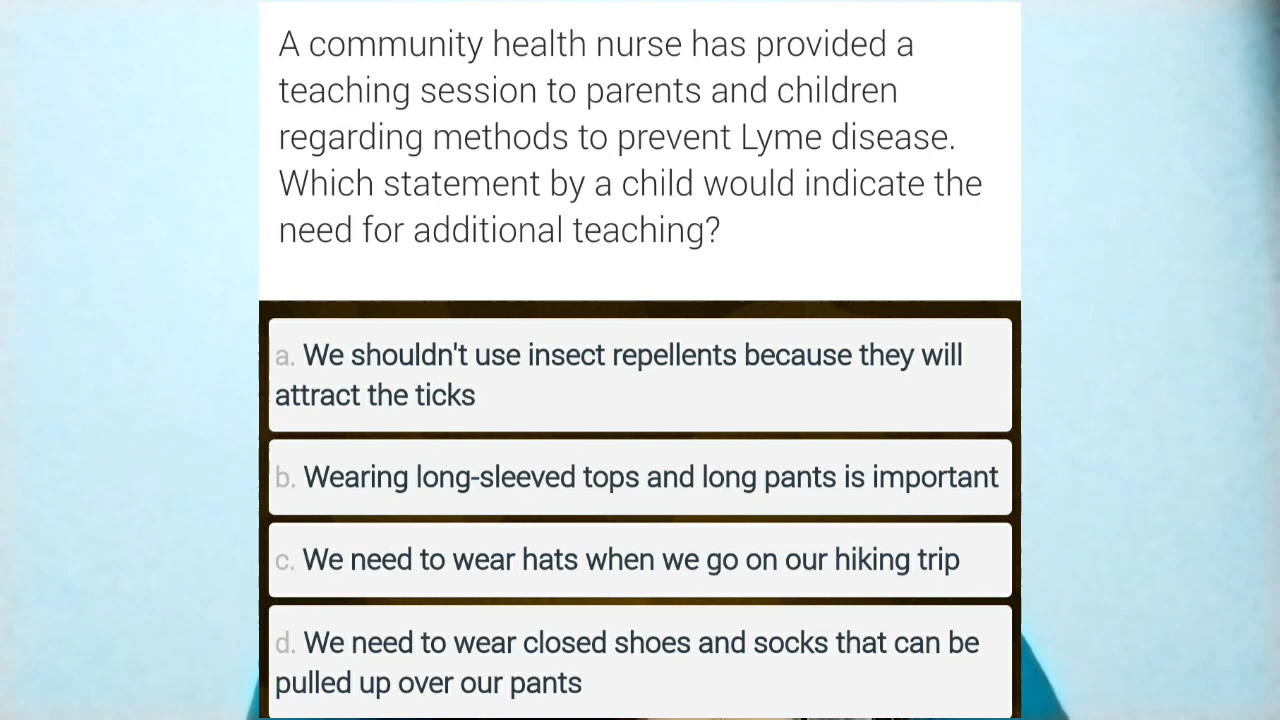 A community health nurse has provided a
teaching session to parents and children
regarding methods to prevent Lyme disease.
Which statement by a child would indicate the
need for additional teaching?
a. We shouldn't use insect repellents because they will
attract the ticks
b. Wearing long-sleeved tops and long pants is important
c. We need to wear hats when we go on our hiking trip
d. We need to wear closed shoes and socks that can be
pulled up over our pants